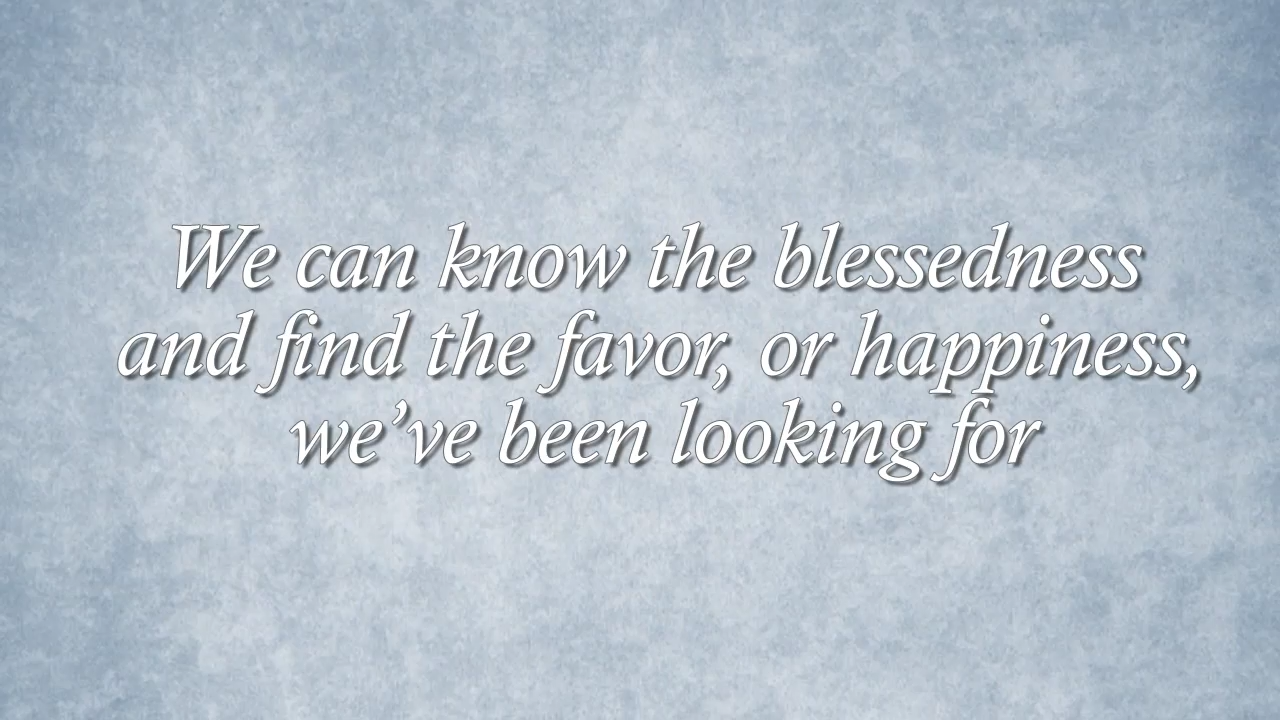 We can know the blessedness
and find the favor, or happiness,
we’ve been looking for